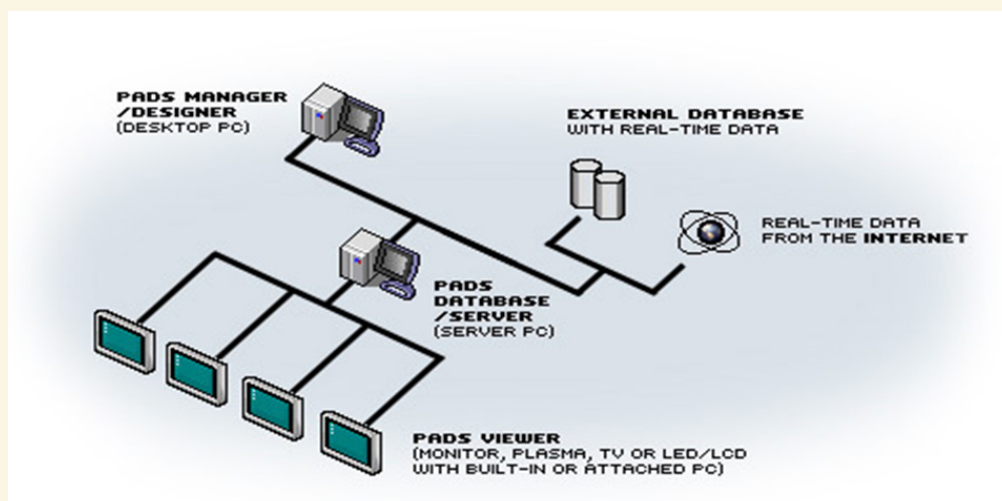 PADS MANAGER
/DESIGNER
(DESKTOP PC)
EXTERNAL DATABASE
WITH REAL-TIME DATA
REAL-TIME DATA
FROM THE INTERNET
PADS
DATABASE
/SERVER
(SERVER PC)
PADS VIEWER
(MONITOR, PLASMA, TV OR LED/LCD
WITH BUILT-IN OR ATTACHED PC)